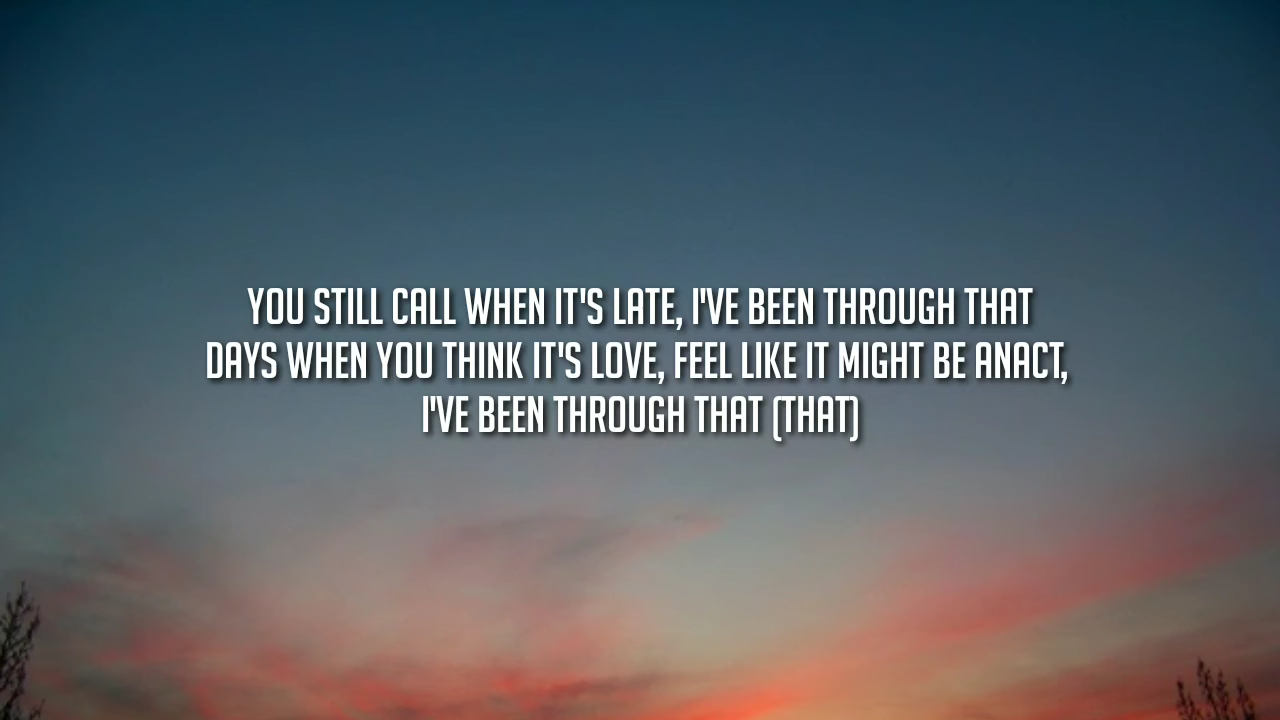 YOU STILL CALL WHEN IT'S LATE, I'VE BEEN THROUGH THAT
DAYS WHEN YOU THINK IT'S LOVE, FEEL LIKE IT MIGHT BE ANACT,
I'VE BEEN THROUGH THAT (THAT)